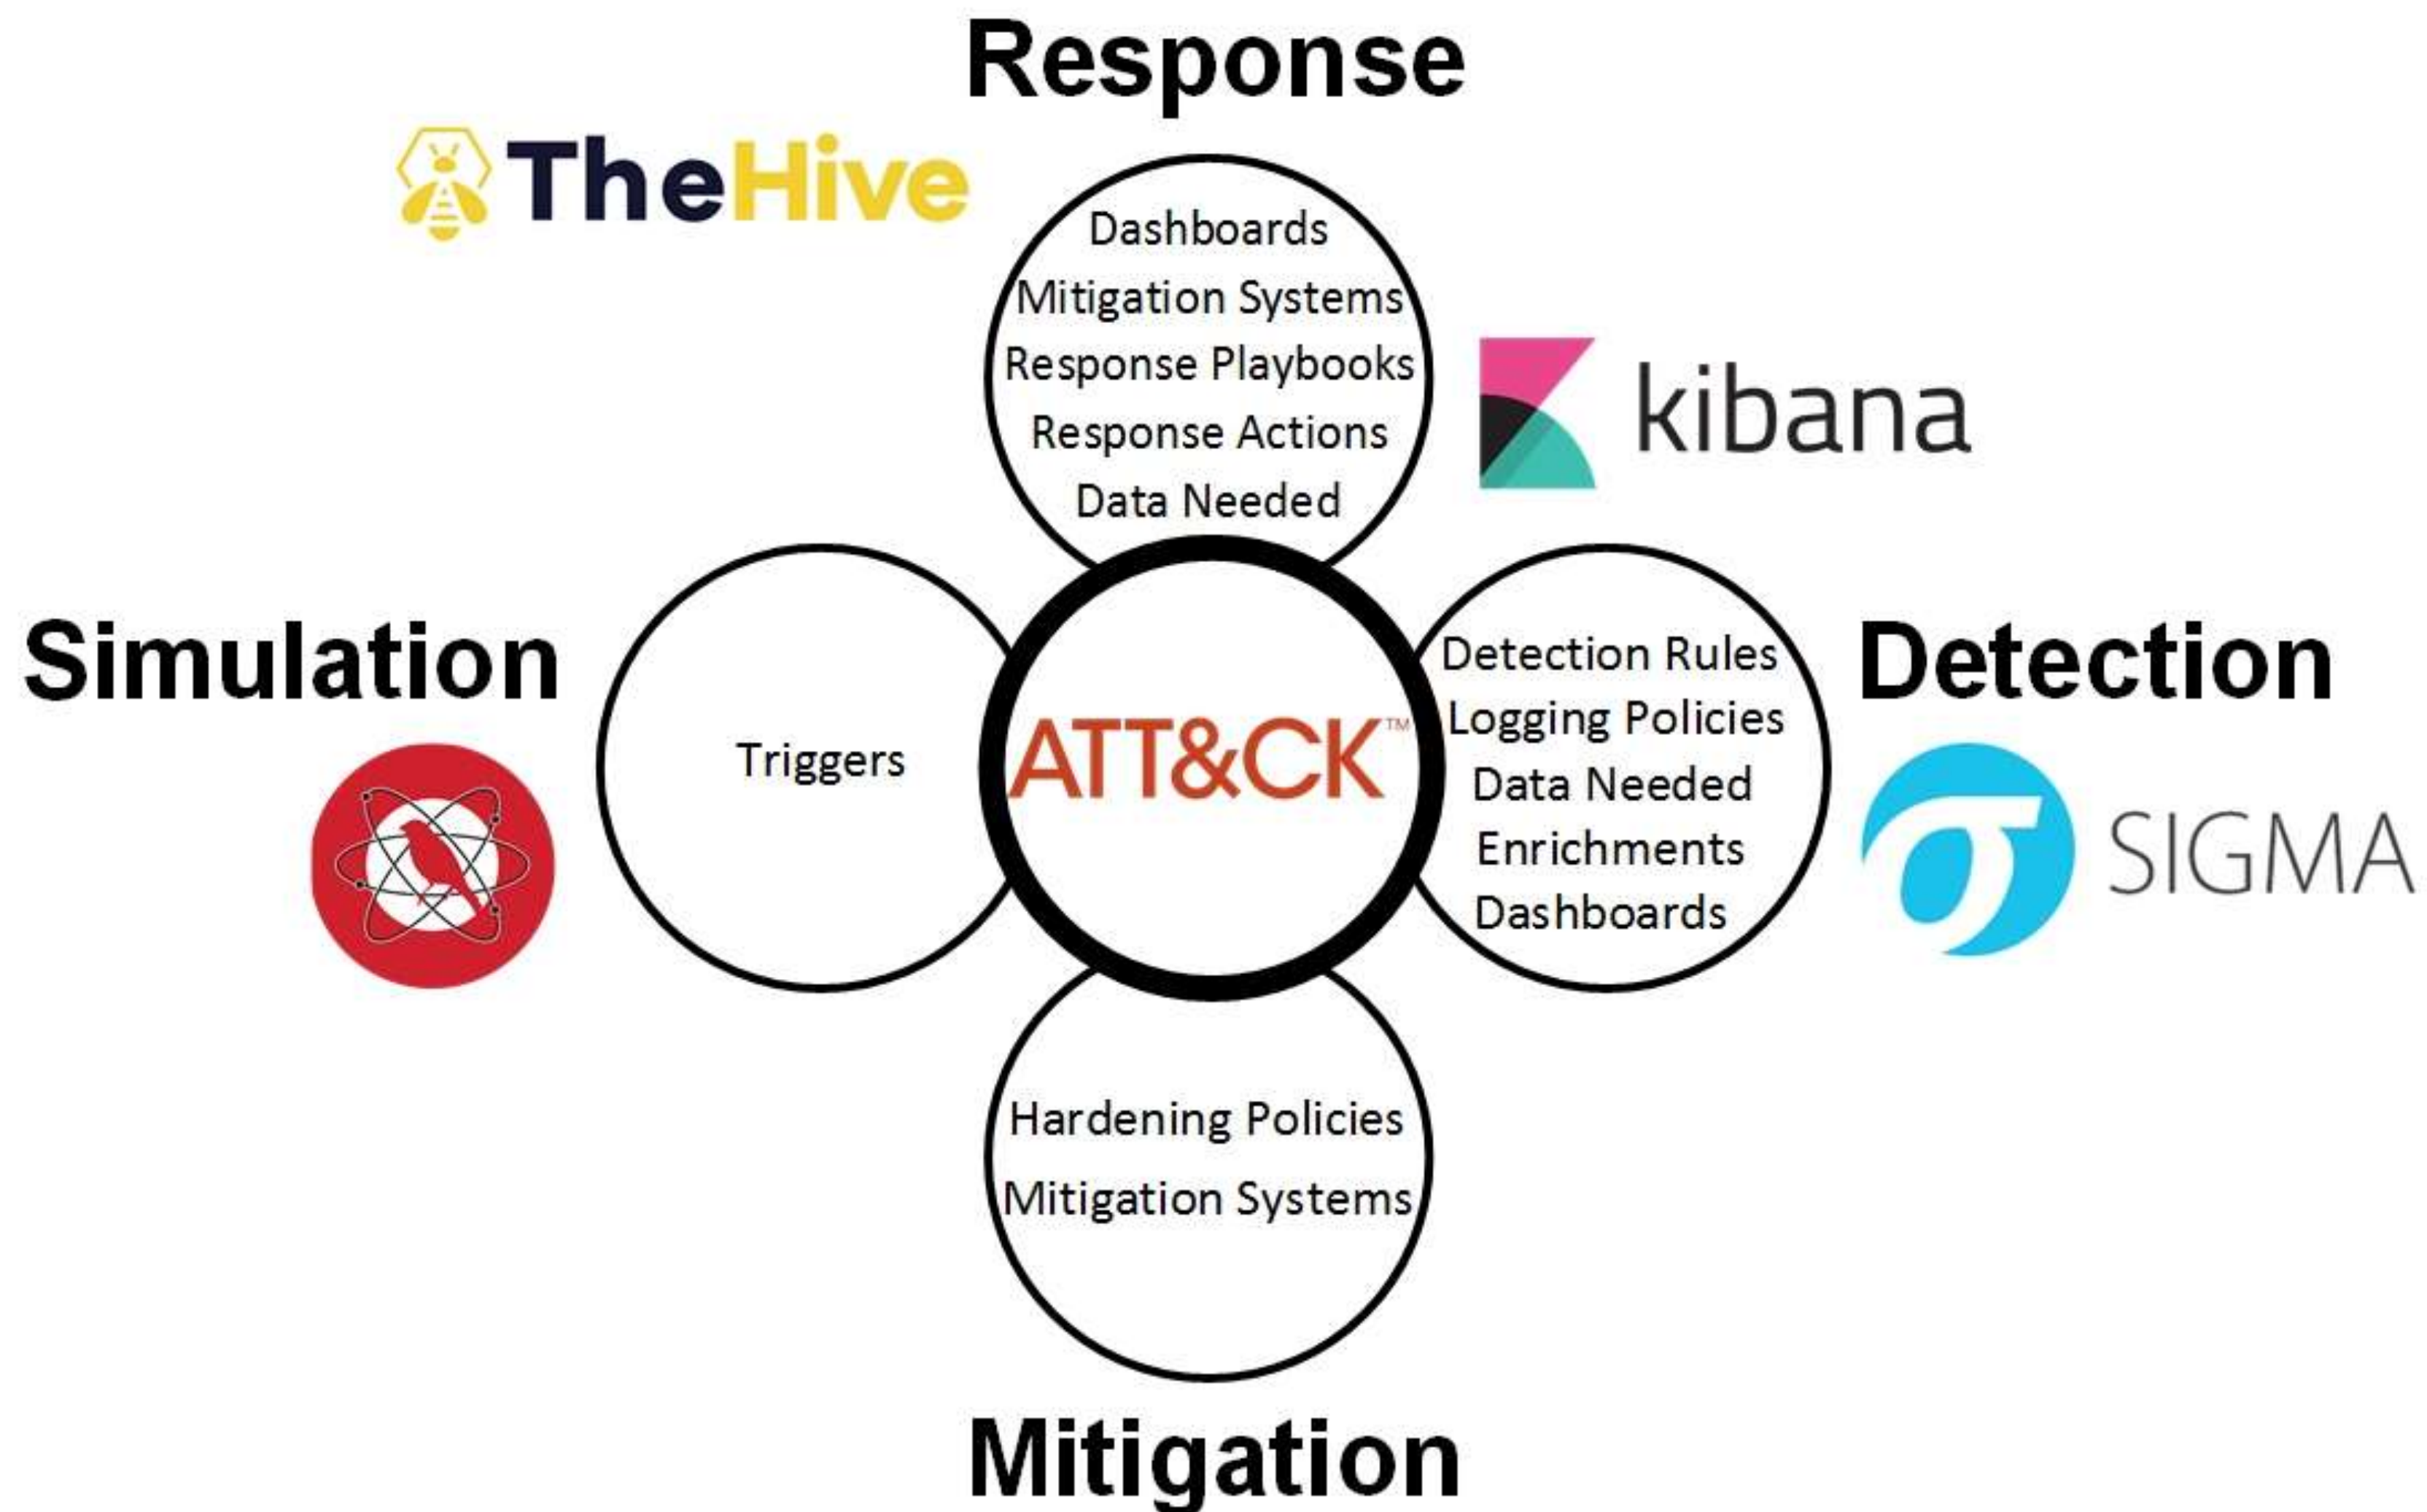 Response
TheHive
Dashboards
Mitigation Systems
Response Playbooks
Response Actions
Data Needed
kibana
Simulation
Triggers
ATT&CK™
Detection Rules
Logging Policies
Data Needed
Enrichments
Dashboards
Detection
SIGMA
Hardening Policies
Mitigation Systems
Mitigation